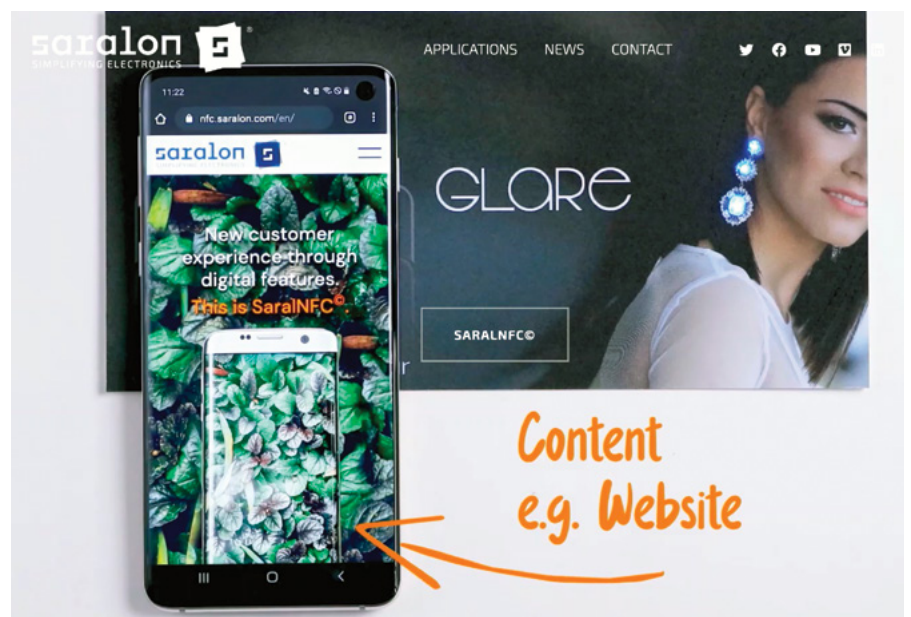 saralon
SIMPLIFYING ELECTRONICS
APPLICATIONS NEWS CONTACT
11:22
nfc.saralon.com/en/
saralon
New customer
experience through
digital features.
This is SaralNFC©.
GLARE
SARALNFC©
r
Content
e.g. Website